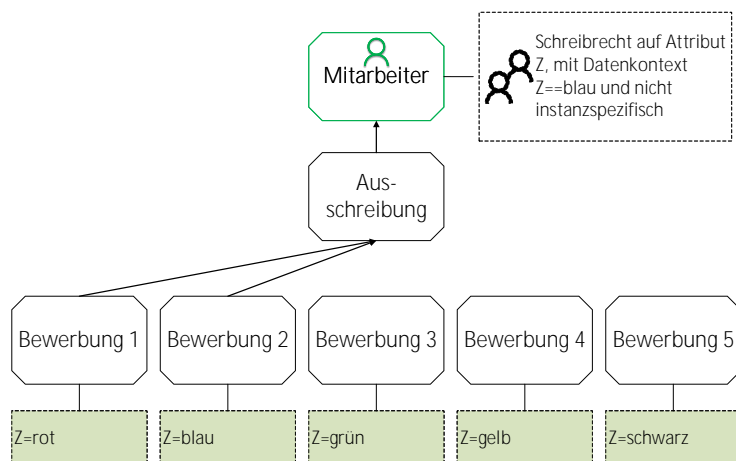 Mitarbeiter
Schreibrecht auf Attribut
Z, mit Datenkontext
Z==blau und nicht
instanzspezifisch
Aus-
schreibung
Bewerbung 1
Bewerbung 2
Bewerbung 3
Bewerbung 4
Bewerbung 5
Z=rot
Z=blau
Z=grün
Z=gelb
Z=schwarz